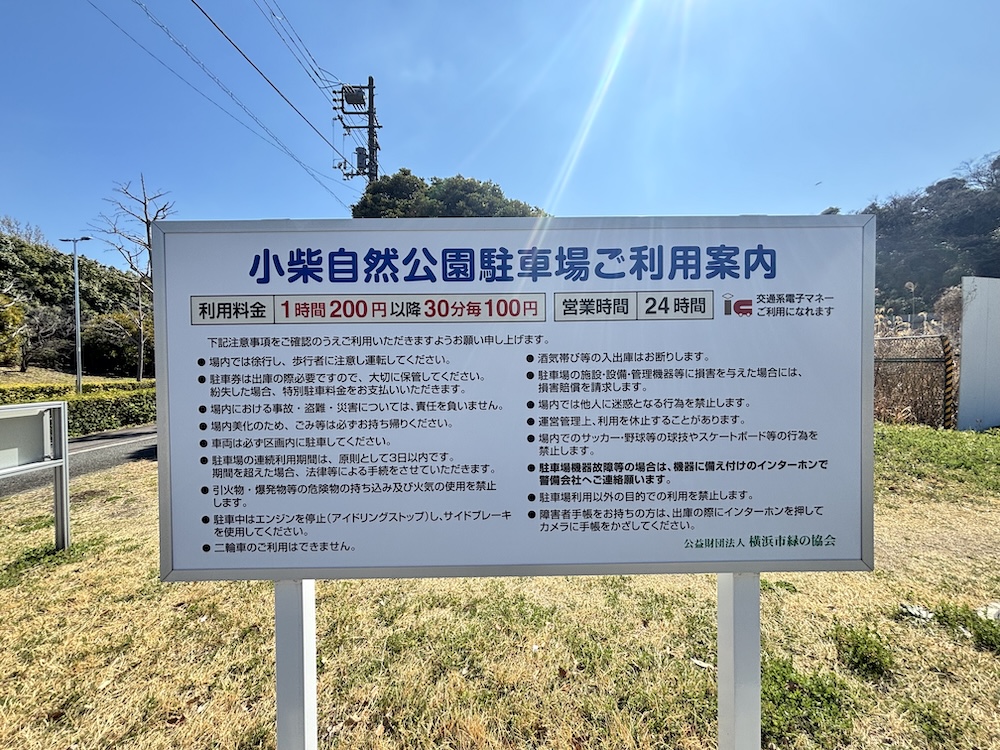 小柴自然公園駐車場ご利用案内
利用料金 1時間200円以降30分毎100円 営業時間 24時間 ic 交通系電子マネー
ご利用になれます
下記注意事項をご確認のうえご利用いただきますようお願い申し上げます。
●場内では徐行し、歩行者に注意し運転してください。
●駐車券は出庫の際必要ですので、大切に保管してください。
紛失した場合、特別駐車料金をお支払いいただきます。
●場内における事故・盗難・災害については、責任を負いません。
●場内美化のため、ごみ等は必ずお持ち帰りください。
●車両は必ず区画内に駐車してください。
●駐車場の連続利用期間は、原則として3日以内です。
期間を超えた場合、法律等による手続をさせていただきます。
●引火物・爆発物等の危険物の持ち込み及び火気の使用を禁止
します。
●駐車中はエンジンを停止(アイドリングストップ)し、サイドブレーキ
を使用してください。
●二輪車のご利用はできません。
●酒気帯び等の入出庫はお断りします。
●駐車場の施設・設備・管理機器等に損害を与えた場合には、
損害賠償を請求します。
●場内では他人に迷惑となる行為を禁止します。
●運営管理上、利用を休止することがあります。
●場内でのサッカー・野球等の球技やスケートボード等の行為を
禁止します。
●駐車場機器故障等の場合は、機器に備え付けのインターホンで
警備会社へご連絡願います。
●駐車場利用以外の目的での利用を禁止します。
●障害者手帳をお持ちの方は、出庫の際にインターホンを押して
カメラに手帳をかざしてください。
公益財団法人 横浜市緑の協会